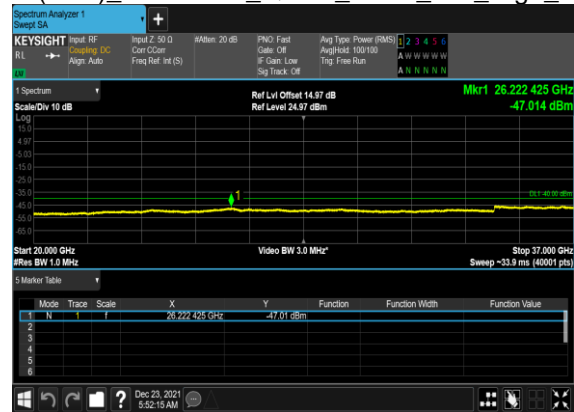 Spectrum Analyzer 1
Swept SA
KEYSIGHT Input: RF Input Z: 50 Ω #Atten: 20 dB PNO: Fast Avg Type: Power (RMS) 1 2 3 4 5 6
RL Coupling: DC Corr CCorr Gate: Off Avg|Hold: 100/100 A W W W W W
Align: Auto Freq Ref: Int (S) IF Gain: Low Trig: Free Run
Sig Track: Off A N N N N N
1 Spectrum Ref Lvl Offset 14.97 dB Mkr1 26.222 425 GHz
Scale/Div 10 dB Ref Level 24.97 dBm -47.014 dBm
Log
15.0
4.97
-5.03
-15.0
-25.0
-35.0 1 DL1 -40.00 dBm
-45.0
-55.0
-65.0
Start 20.000 GHz Video BW 3.0 MHz* Stop 37.000 GHz
#Res BW 1.0 MHz Sweep ~33.9 ms (40001 pts)
5 Marker Table
Mode Trace Scale X Y Function Function Width Function Value
1 N 1 f 26.222 425 GHz -47.01 dBm
2
3
4
5
6
? Dec 23, 2021
5:52:15 AM